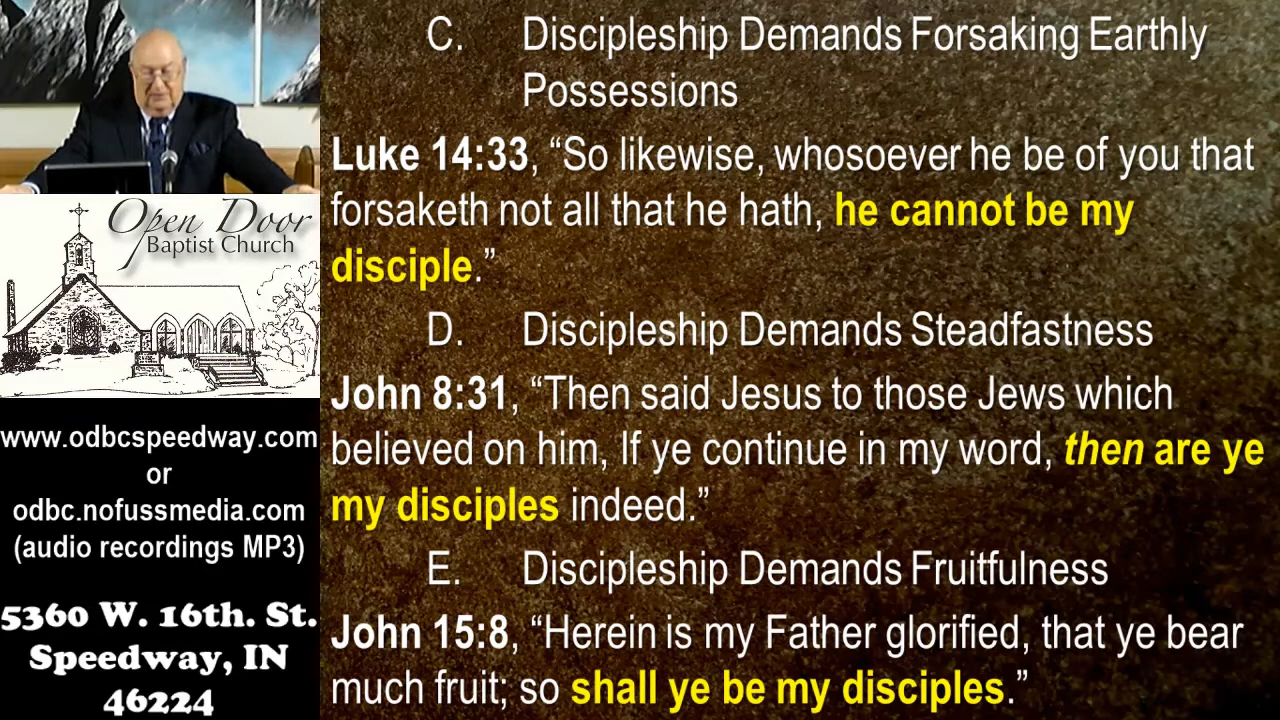 Open Door
Baptist Church
www.odbcspeedway.com
or
odbc.nofussmedia.com
(audio recordings MP3)
5360 W. 16th. St.
Speedway, IN
46224
C. Discipleship Demands Forsaking Earthly
Possessions
Luke 14:33, “So likewise, whosoever he be of you that
forsaketh not all that he hath, he cannot be my
disciple.”
D. Discipleship Demands Steadfastness
John 8:31, “Then said Jesus to those Jews which
believed on him, If ye continue in my word, then are ye
my disciples indeed.”
E. Discipleship Demands Fruitfulness
John 15:8, “Herein is my Father glorified, that ye bear
much fruit; so shall ye be my disciples.”